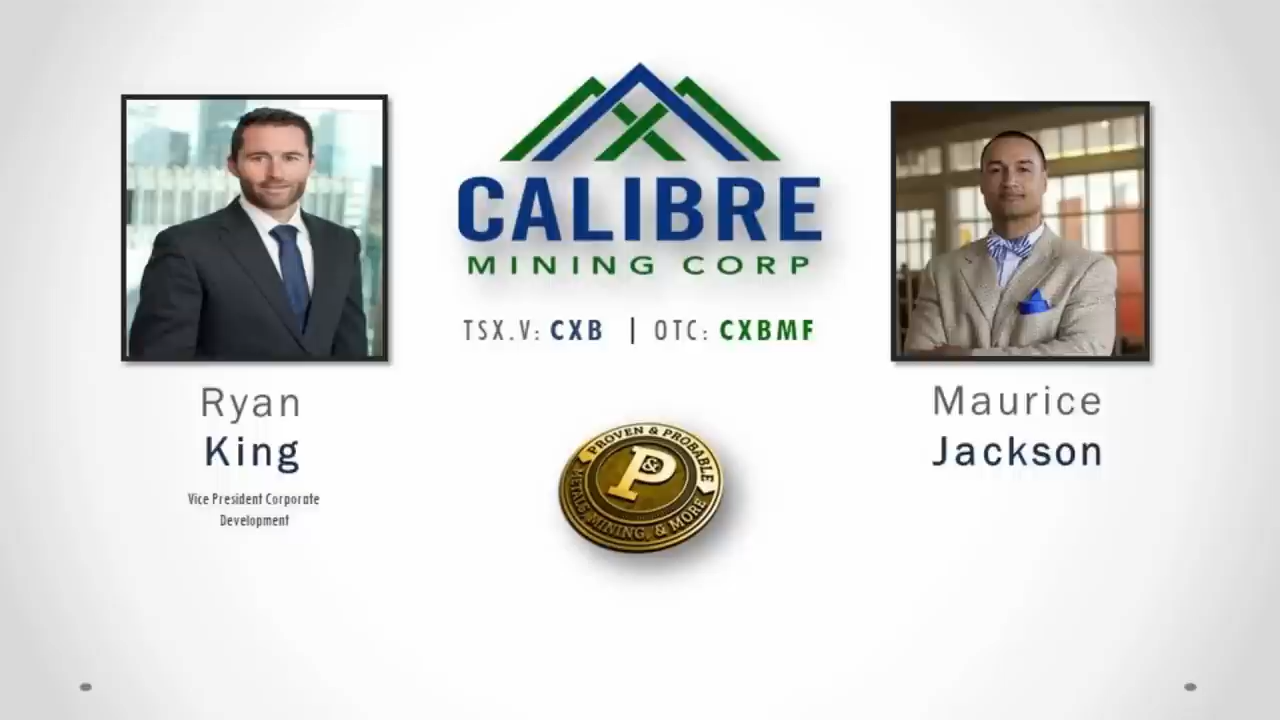 CALIBRE
MINING CORP
TSX.V: CXB | OTC: CXBMF
Ryan
King
Vice President Corporate
Development
Maurice
Jackson
PROVEN & PROBABLE
P&
METALS, MINING, & MORE